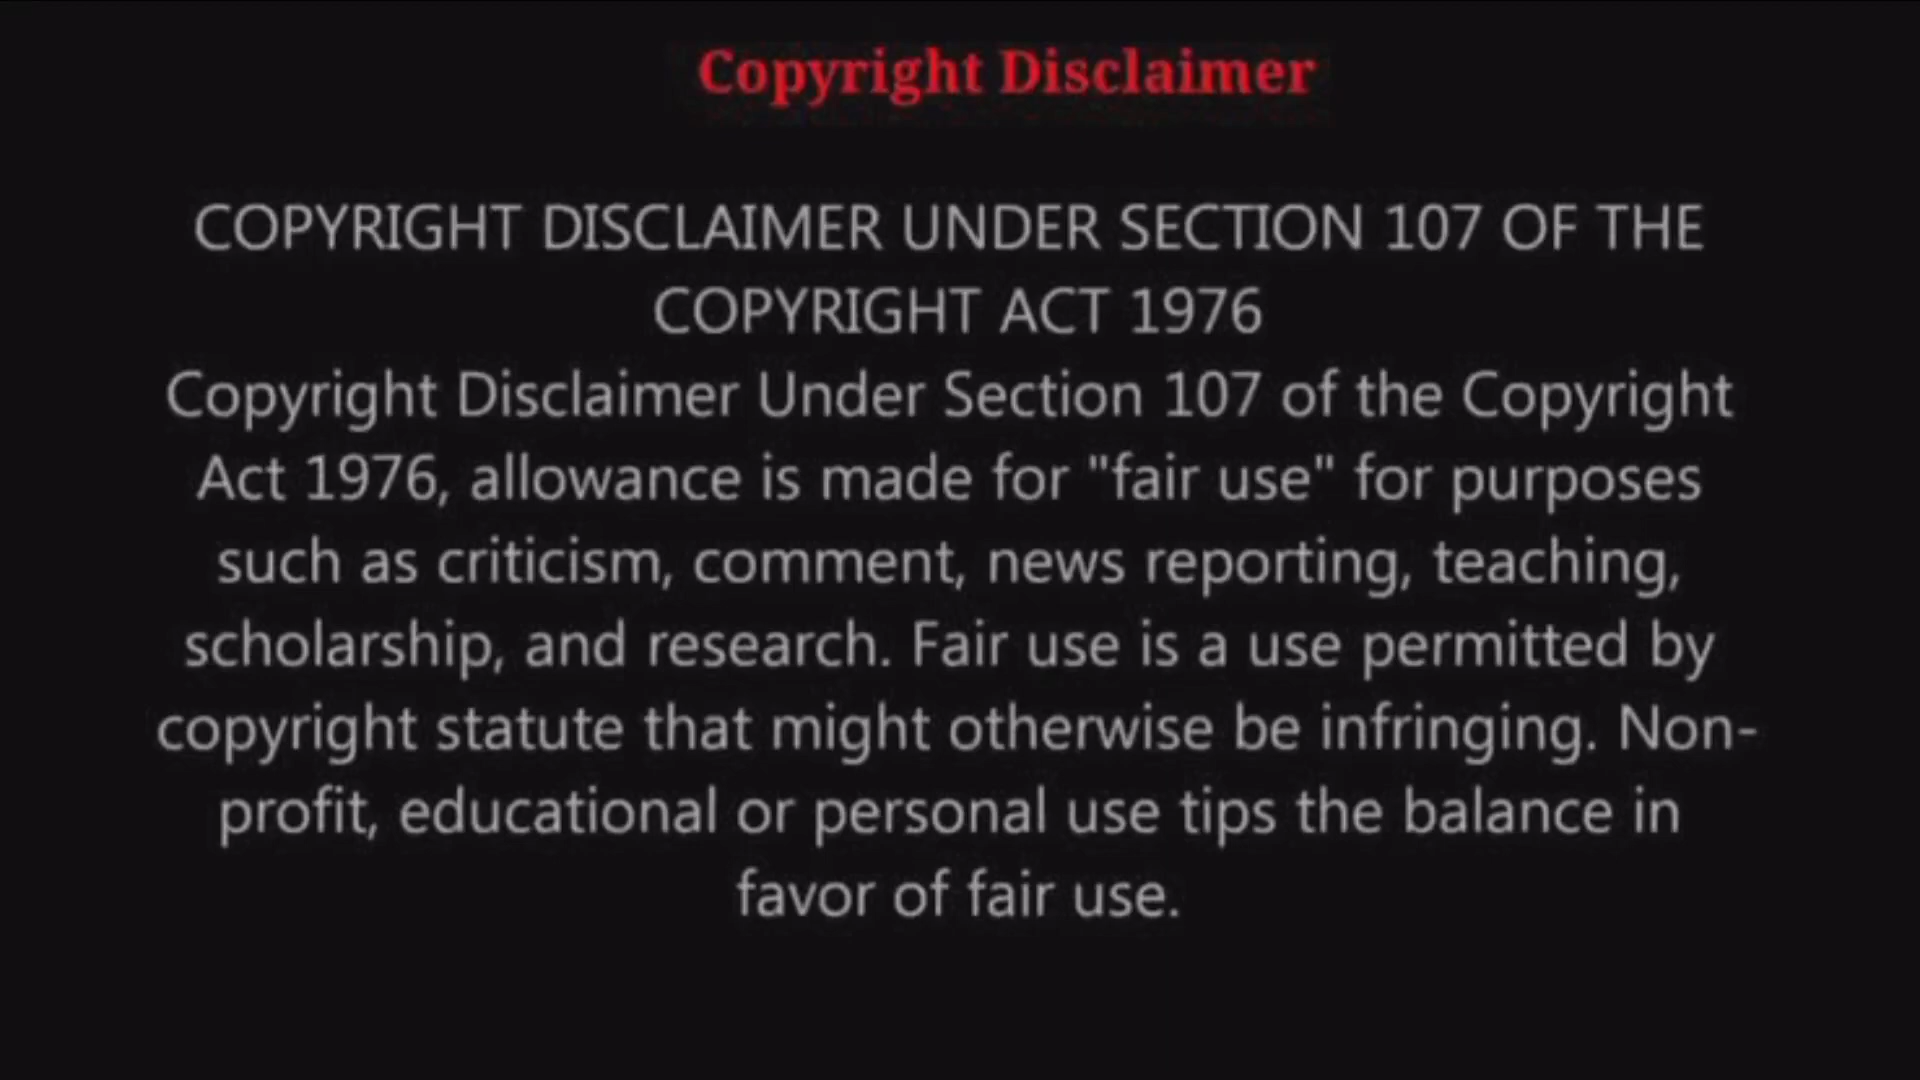 Copyright Disclaimer
COPYRIGHT DISCLAIMER UNDER SECTION 107 OF THE
COPYRIGHT ACT 1976
Copyright Disclaimer Under Section 107 of the Copyright
Act 1976, allowance is made for "fair use" for purposes
such as criticism, comment, news reporting, teaching,
scholarship, and research. Fair use is a use permitted by
copyright statute that might otherwise be infringing. Non-
profit, educational or personal use tips the balance in
favor of fair use.